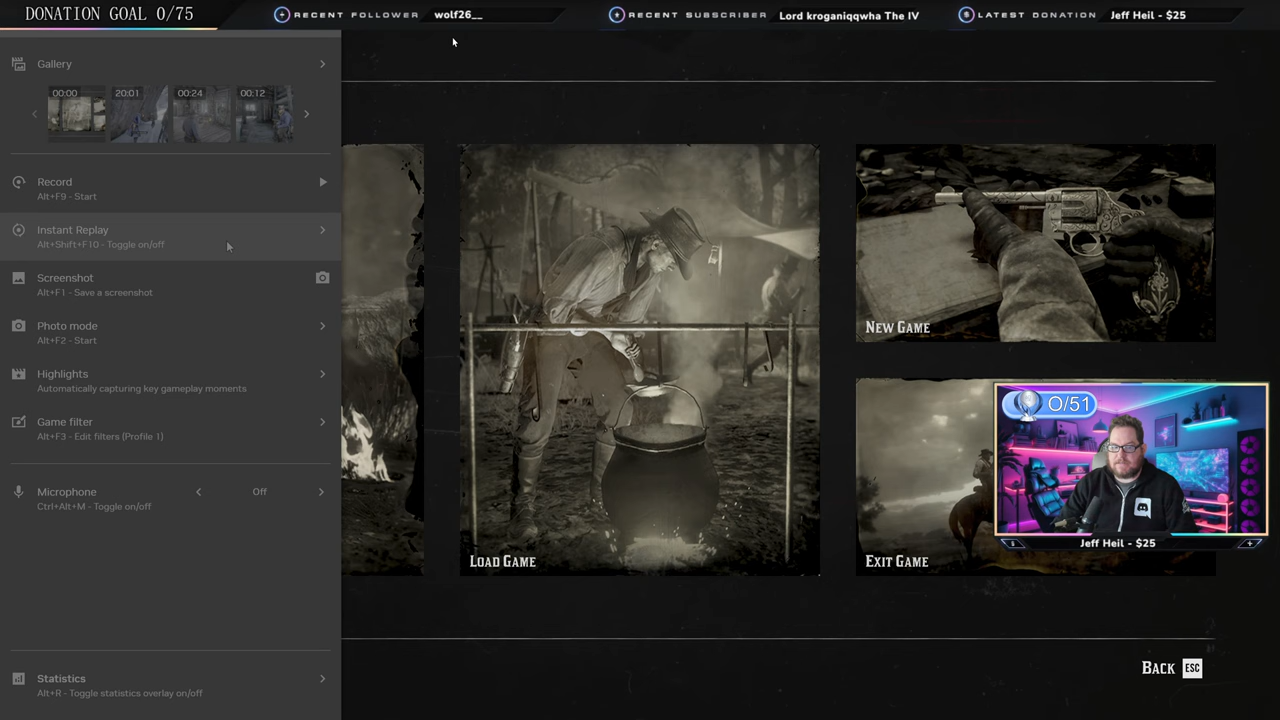 DONATION GOAL 0/75
RECENT FOLLOWER wolf26__
RECENT SUBSCRIBER Lord kroganiqqwha The IV
LATEST DONATION Jeff Heil - $25
Gallery
00:00 20:01 00:24 00:12
Record
Alt+F9 - Start
Instant Replay
Alt+Shift+F10 - Toggle on/off
Screenshot
Alt+F1 - Save a screenshot
Photo mode
Alt+F2 - Start
Highlights
Automatically capturing key gameplay moments
Game filter
Alt+F3 - Edit filters (Profile 1)
Microphone Off
Ctrl+Alt+M - Toggle on/off
Statistics
Alt+R - Toggle statistics overlay on/off
LOAD GAME
NEW GAME
EXIT GAME
0/51
Jeff Heil - $25
BACK ESC